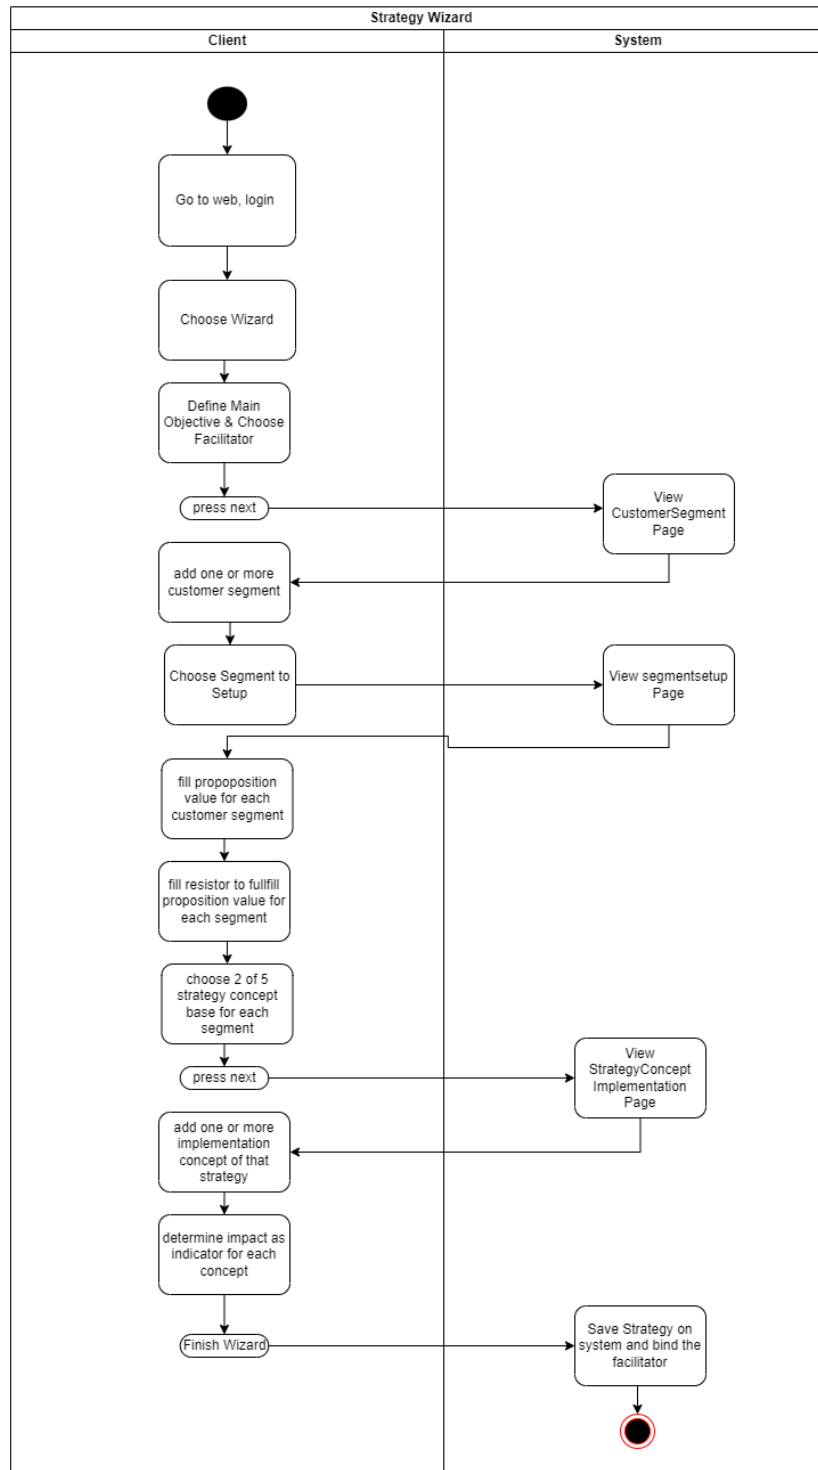 Strategy Wizard
Client
System
Go to web, login
Choose Wizard
Define Main
Objective & Choose
Facilitator
press next
View
CustomerSegment
Page
add one or more
customer segment
Choose Segment to
Setup
View segmentsetup
Page
fill propoposition
value for each
customer segment
fill resistor to fullfill
proposition value for
each segment
choose 2 of 5
strategy concept
base for each
segment
press next
View
StrategyConcept
Implementation
Page
add one or more
implementation
concept of that
strategy
determine impact as
indicator for each
concept
Finish Wizard
Save Strategy on
system and bind the
facilitator